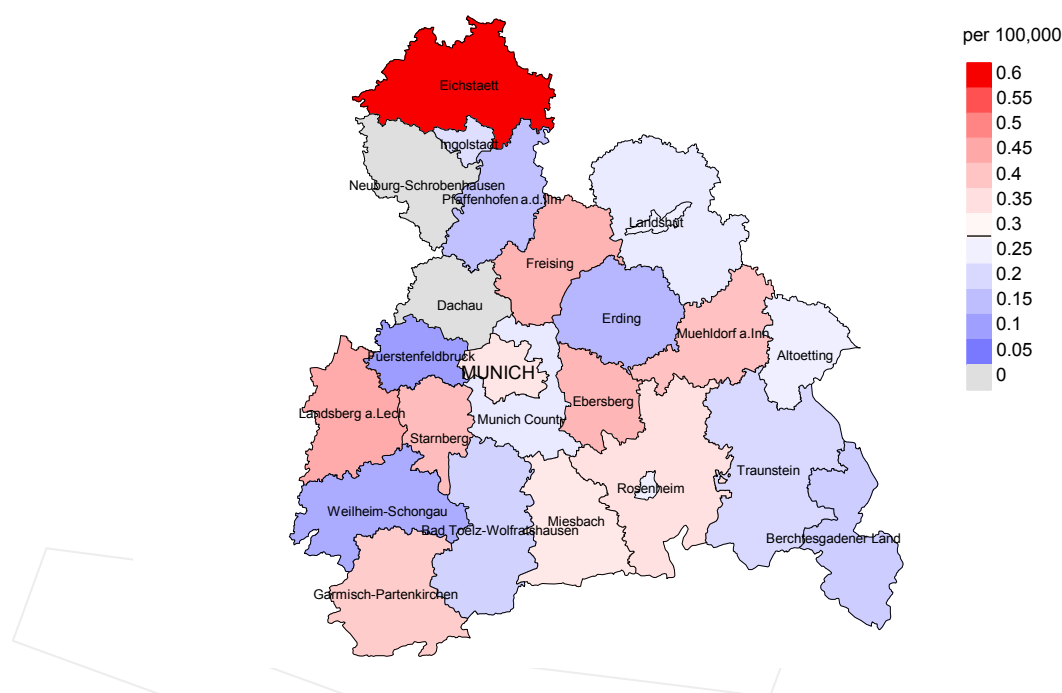 per 100,000
0.6
0.55
0.5
0.45
0.4
0.35
0.3
0.25
0.2
0.15
0.1
0.05
0
Eichstaett
Ingolstadt
Neuburg-Schrobenhausen
Pfaffenhofen a.d.Ilm
Landshut
Freising
Dachau
Erding
Muehldorf a.Inn
Fuerstenfeldbruck
Altoetting
MUNICH
Ebersberg
Landsberg a.Lech
Munich County
Starnberg
Traunstein
Rosenheim
Weilheim-Schongau
Miesbach
Bad Toelz-Wolfratshausen
Berchtesgadener Land
Garmisch-Partenkirchen